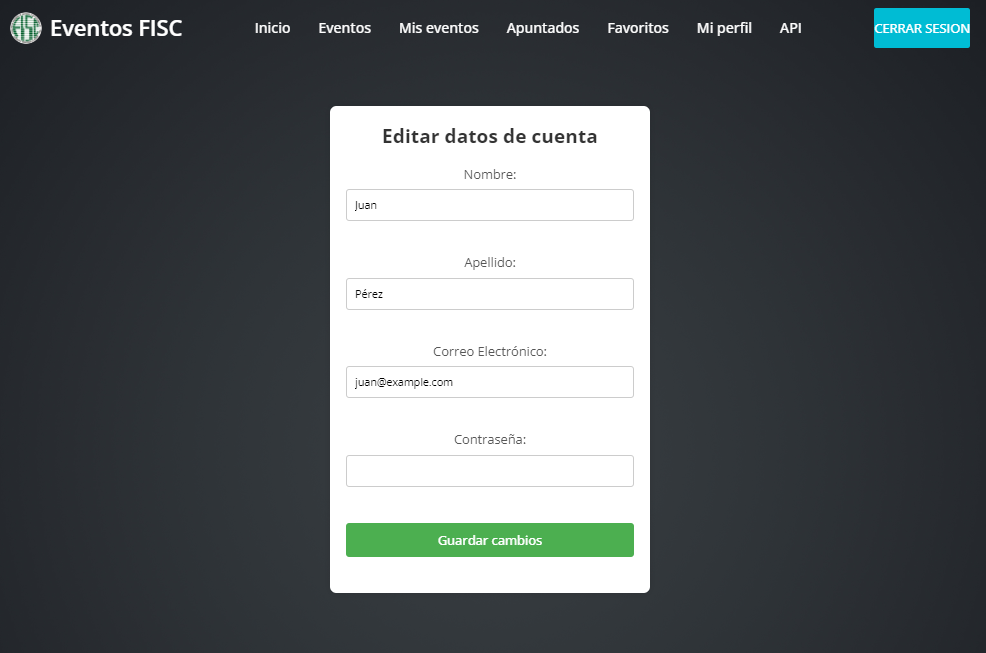 Eventos FISC
Inicio Eventos Mis eventos Apuntados Favoritos Mi perfil API CERRAR SESION
Editar datos de cuenta
Nombre:
Juan
Apellido:
Pérez
Correo Electrónico:
juan@example.com
Contraseña:
Guardar cambios